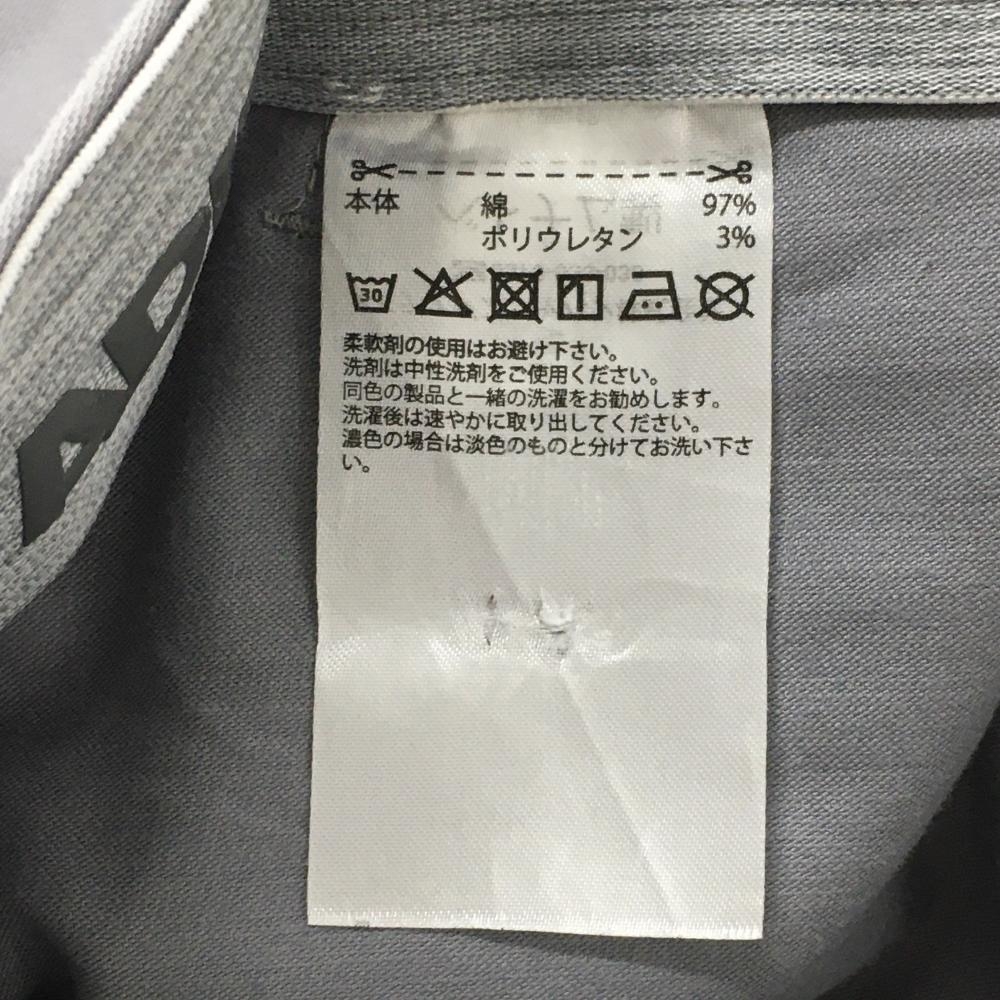 本体 綿 97%
ポリウレタン 3%
30
柔軟剤の使用はお避け下さい。
洗剤は中性洗剤をご使用ください。
同色の製品と一緒の洗濯をお勧めします。
洗濯後は速やかに取り出してください。
濃色の場合は淡色のものと分けてお洗い下さ
い。